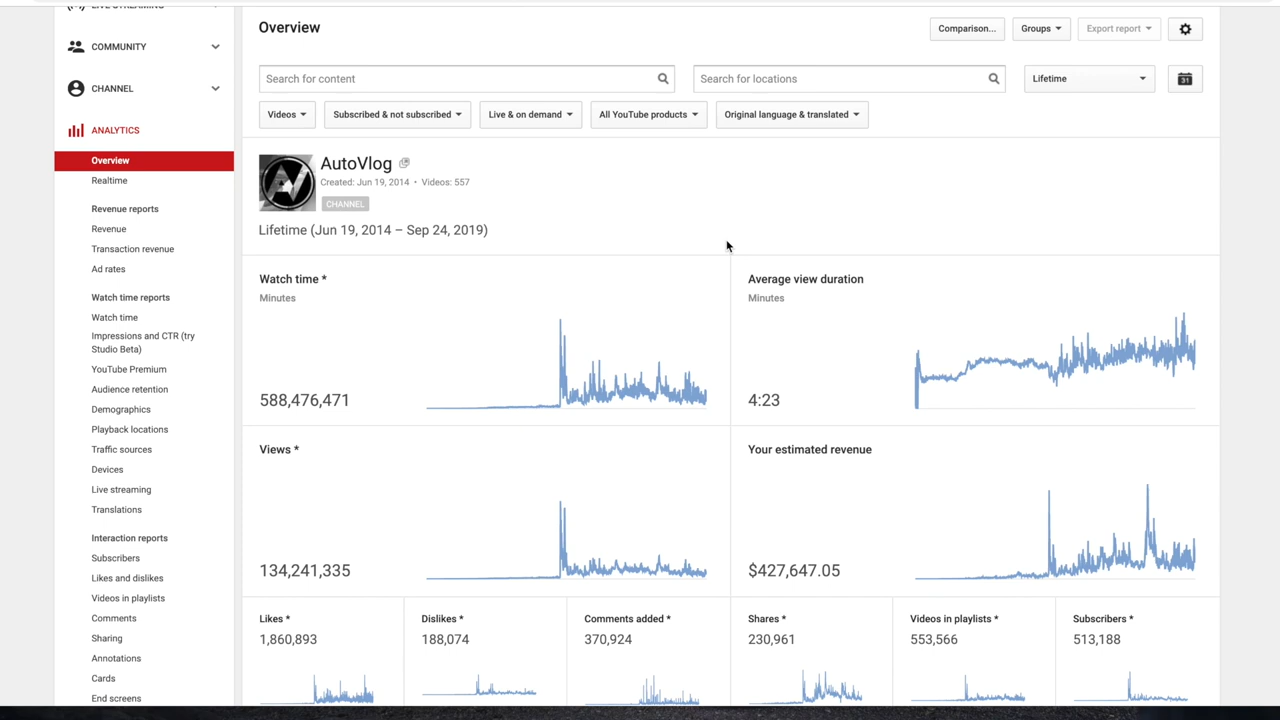 LIVE STREAMING
COMMUNITY
CHANNEL
ANALYTICS
Overview
Realtime
Revenue reports
Revenue
Transaction revenue
Ad rates
Watch time reports
Watch time
Impressions and CTR (try
Studio Beta)
YouTube Premium
Audience retention
Demographics
Playback locations
Traffic sources
Devices
Live streaming
Translations
Interaction reports
Subscribers
Likes and dislikes
Videos in playlists
Comments
Sharing
Annotations
Cards
End screens
Overview
Comparison...
Groups
Export report
Search for content
Search for locations
Lifetime
31
Videos
Subscribed & not subscribed
Live & on demand
All YouTube products
Original language & translated
AutoVlog
Created: Jun 19, 2014 • Videos: 557
CHANNEL
Lifetime (Jun 19, 2014 – Sep 24, 2019)
Watch time *
Minutes
588,476,471
Average view duration
Minutes
4:23
Views *
134,241,335
Your estimated revenue
$427,647.05
Likes *
1,860,893
Dislikes *
188,074
Comments added *
370,924
Shares *
230,961
Videos in playlists *
553,566
Subscribers *
513,188